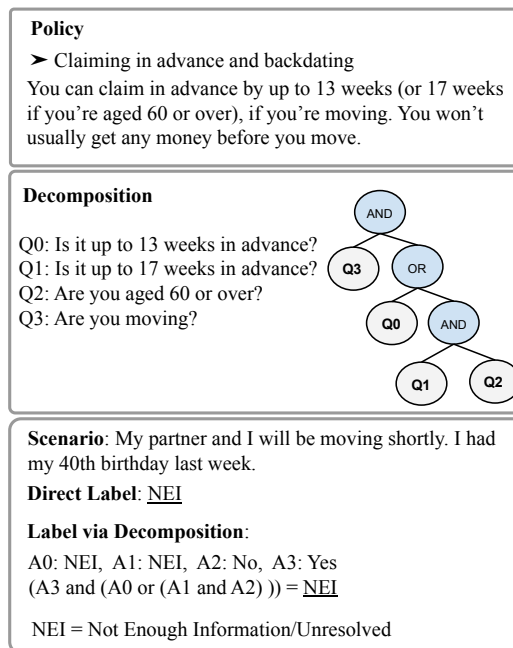 Policy
➤ Claiming in advance and backdating
You can claim in advance by up to 13 weeks (or 17 weeks
if you're aged 60 or over), if you're moving. You won't
usually get any money before you move.
Decomposition
Q0: Is it up to 13 weeks in advance?
Q1: Is it up to 17 weeks in advance?
Q2: Are you aged 60 or over?
Q3: Are you moving?
AND
Q3
OR
Q0
AND
Q1
Q2
Scenario: My partner and I will be moving shortly. I had
my 40th birthday last week.
Direct Label: NEI
Label via Decomposition:
A0: NEI, A1: NEI, A2: No, A3: Yes
(A3 and (A0 or (A1 and A2) )) = NEI
NEI = Not Enough Information/Unresolved